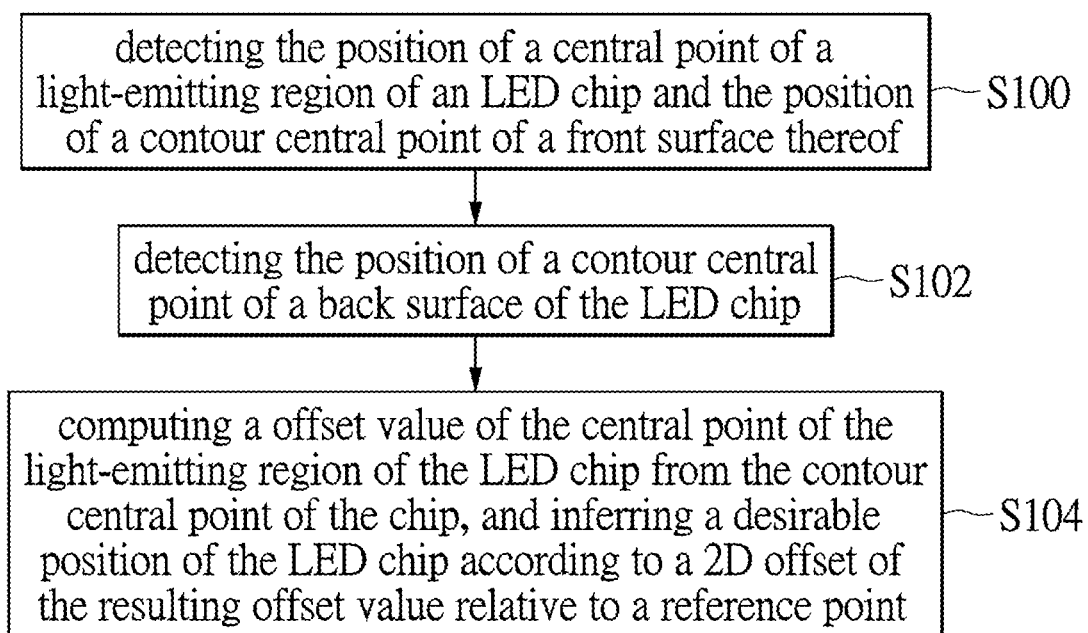 detecting the position of a central point of a
light-emitting region of an LED chip and the position
of a contour central point of a front surface thereof
S100
detecting the position of a contour central
point of a back surface of the LED chip
S102
computing a offset value of the central point of the
light-emitting region of the LED chip from the contour
central point of the chip, and inferring a desirable
position of the LED chip according to a 2D offset of
the resulting offset value relative to a reference point
S104